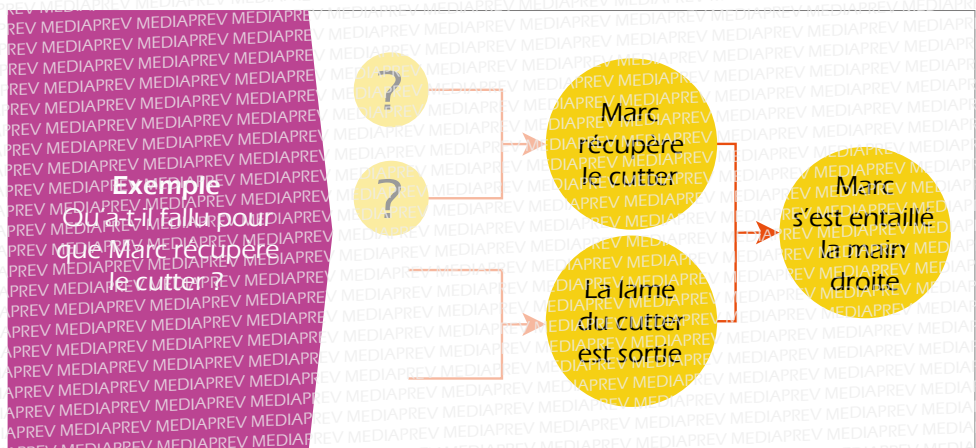 Exemple
Qu'a-t-il fallu pour
que Marc récupère
le cutter ?
?
?
Marc
récupère
le cutter
La lame
du cutter
est sortie
Marc
s'est entaillé
la main
droite
MEDIAPREV